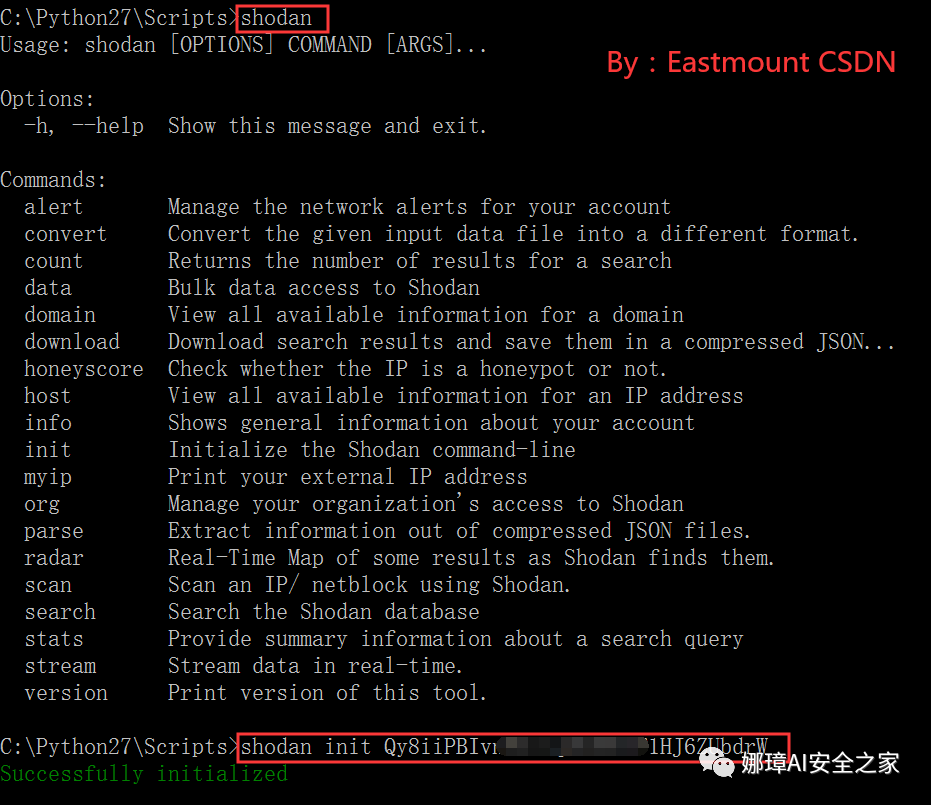 C:\Python27\Scripts>shodan
Usage: shodan [OPTIONS] COMMAND [ARGS]...
By：Eastmount CSDN
Options:
-h, --help Show this message and exit.
Commands:
alert Manage the network alerts for your account
convert Convert the given input data file into a different format.
count Returns the number of results for a search
data Bulk data access to Shodan
domain View all available information for a domain
download Download search results and save them in a compressed JSON...
honeyscore Check whether the IP is a honeypot or not.
host View all available information for an IP address
info Shows general information about your account
init Initialize the Shodan command-line
myip Print your external IP address
org Manage your organization's access to Shodan
parse Extract information out of compressed JSON files.
radar Real-Time Map of some results as Shodan finds them.
scan Scan an IP/ netblock using Shodan.
search Search the Shodan database
stats Provide summary information about a search query
stream Stream data in real-time.
version Print version of this tool.
C:\Python27\Scripts>shodan init
Successfully initialized
娜璋AI安全之家